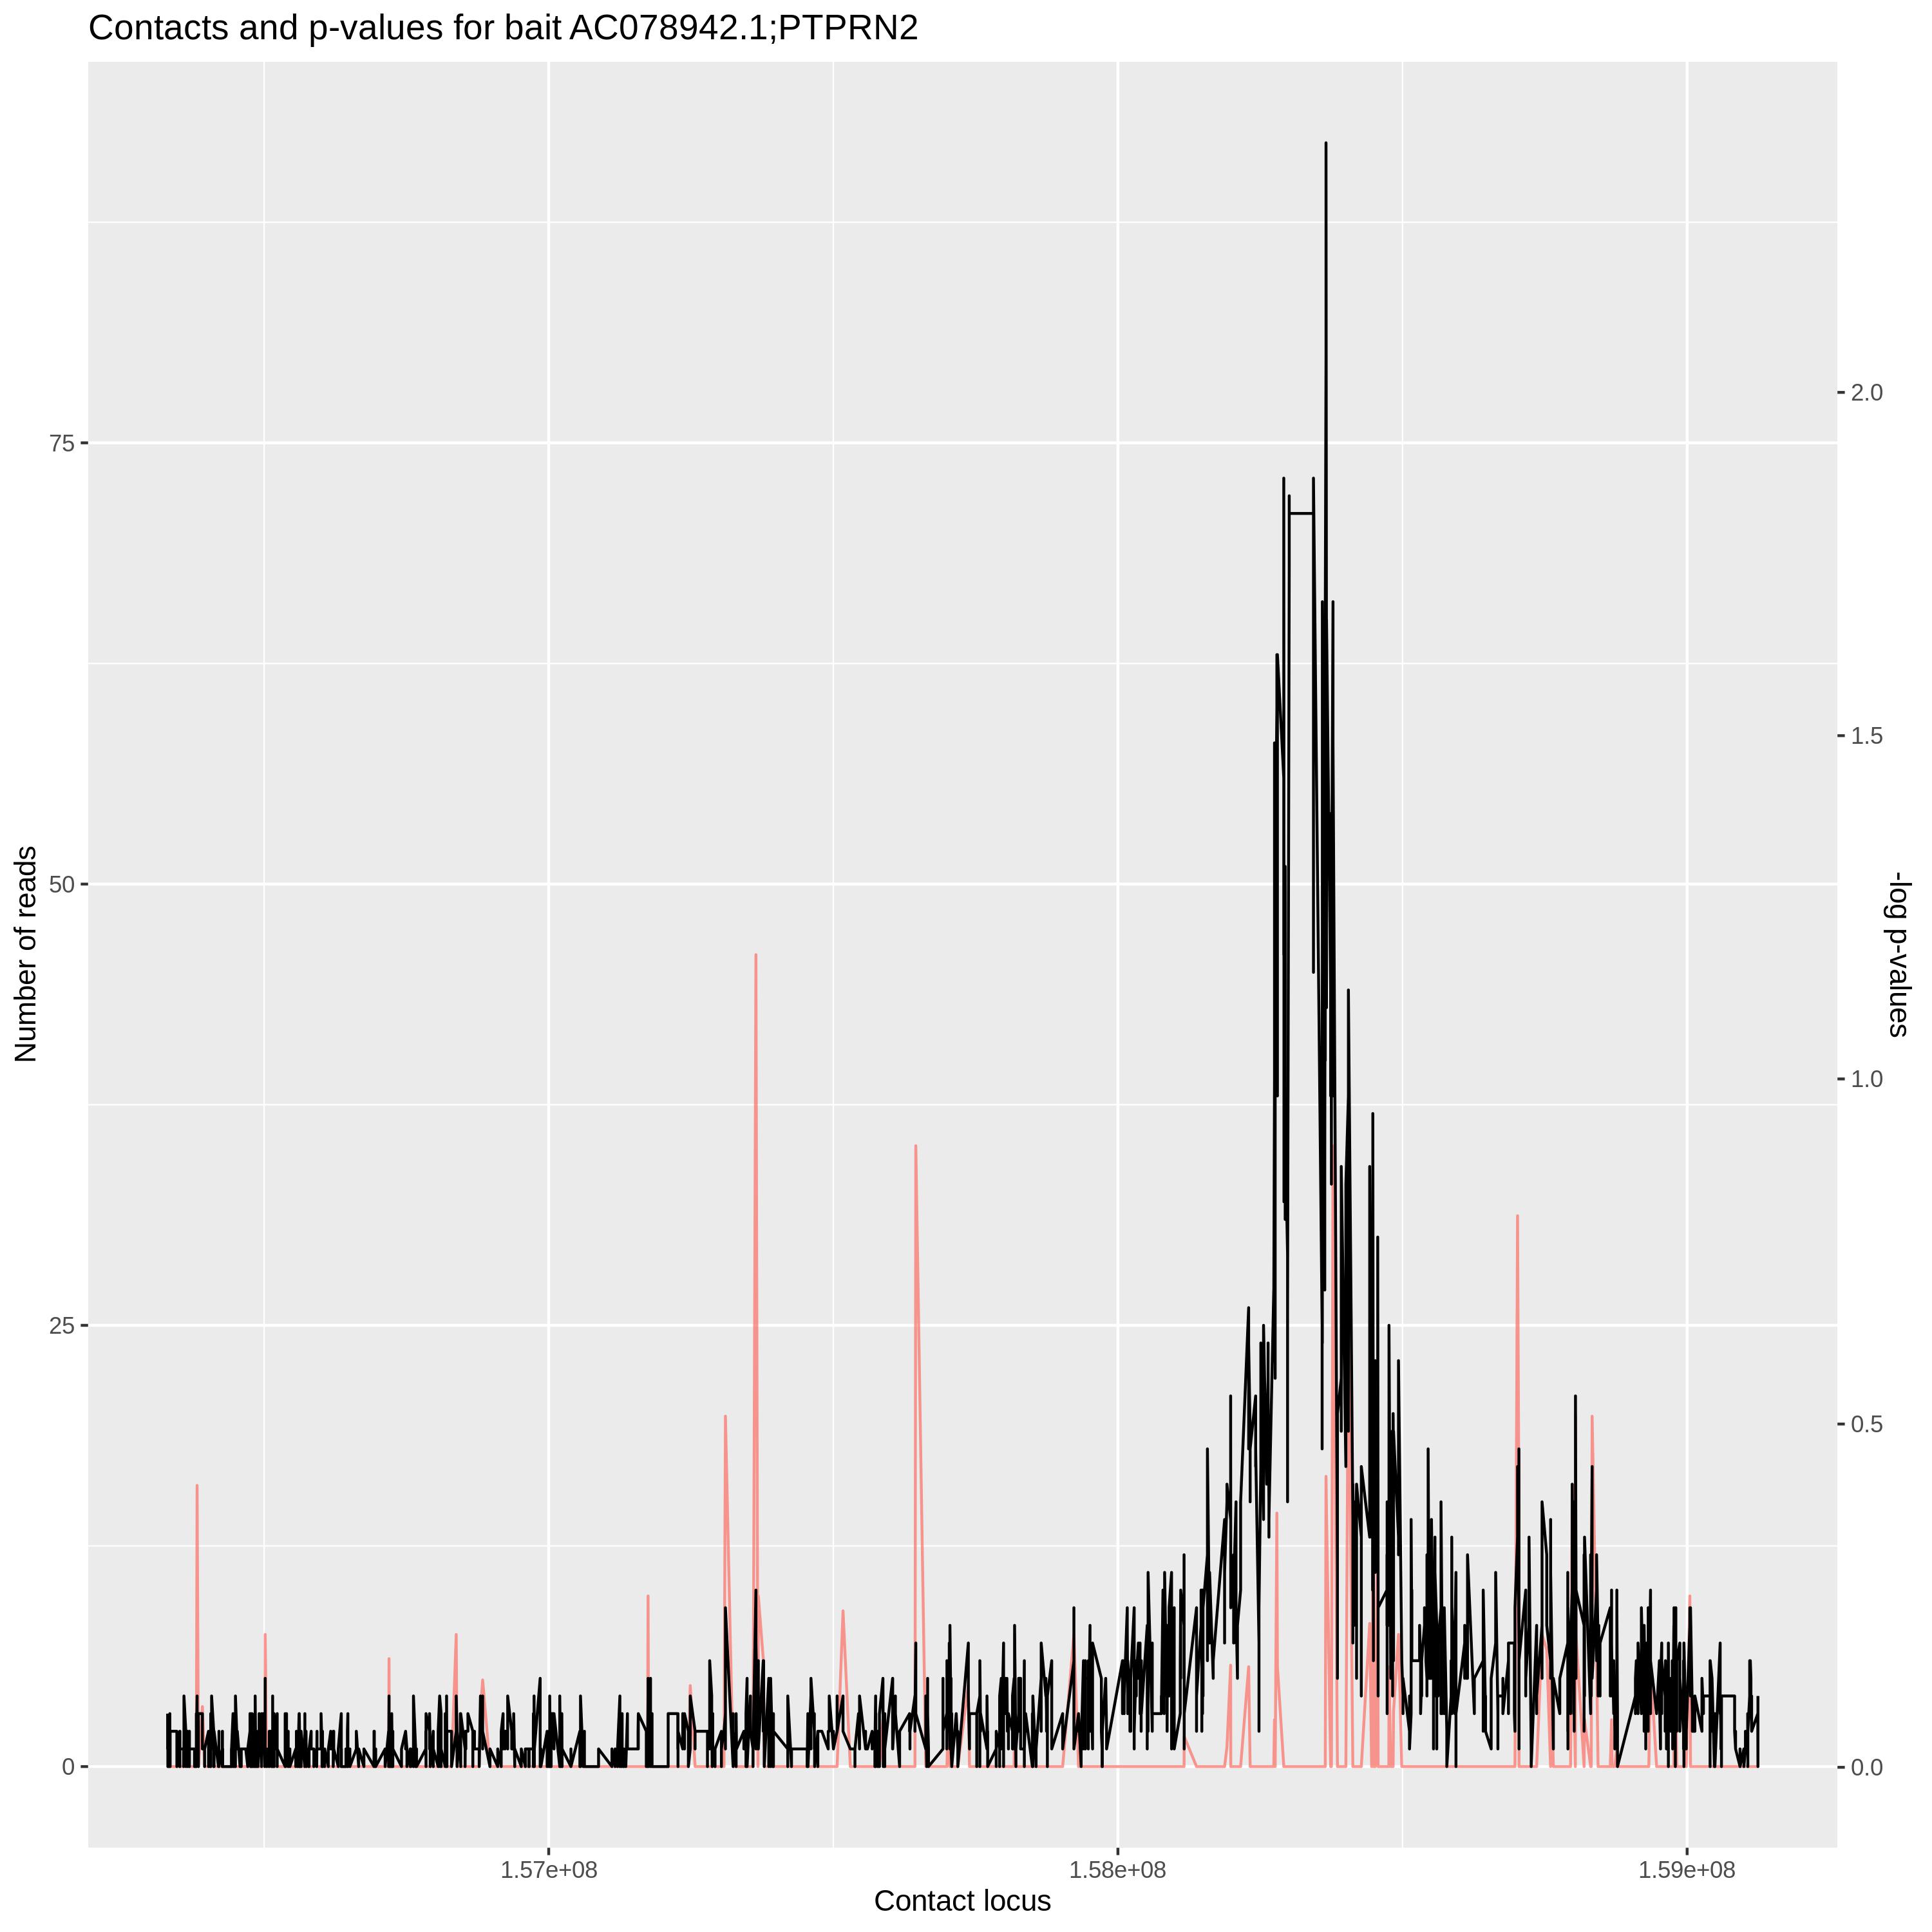 Contacts and p-values for bait AC078942.1;PTPRN2
Number of reads
75
50
25
0
2.0
1.5
1.0
0.5
0.0
-log p-values
1.57e+08 1.58e+08 1.59e+08
Contact locus